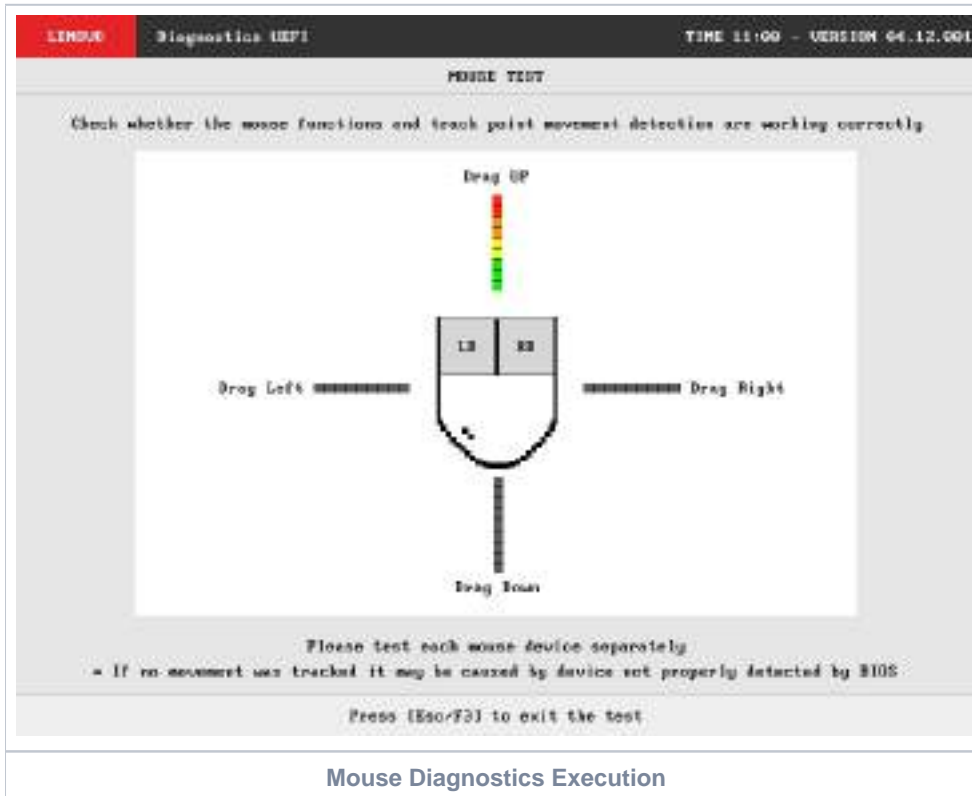 LENOVO Diagnostics UEFI TIME 11:00 - VERSION 04.12.001
MOUSE TEST
Check whether the mouse functions and track point movement detection are working correctly
Drag UP
LB RB
Drag Left Drag Right
Drag Down
Please test each mouse device separately
* If no movement was tracked it may be caused by device not properly detected by BIOS
Press [Esc/F3] to exit the test
Mouse Diagnostics Execution